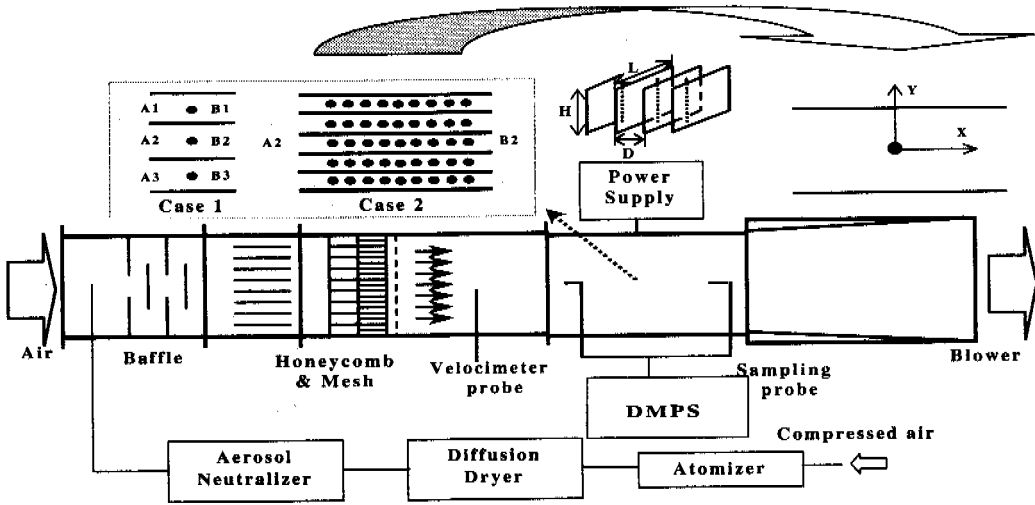 L
H
D
Y
X
A1 B1
A2 B2
A3 B3
Case 1
A2 B2
Case 2
Power
Supply
Air
Baffle
Honeycomb
& Mesh
Velocimeter
probe
Sampling
probe
Blower
DMPS
Compressed air
Aerosol
Neutralizer
Diffusion
Dryer
Atomizer